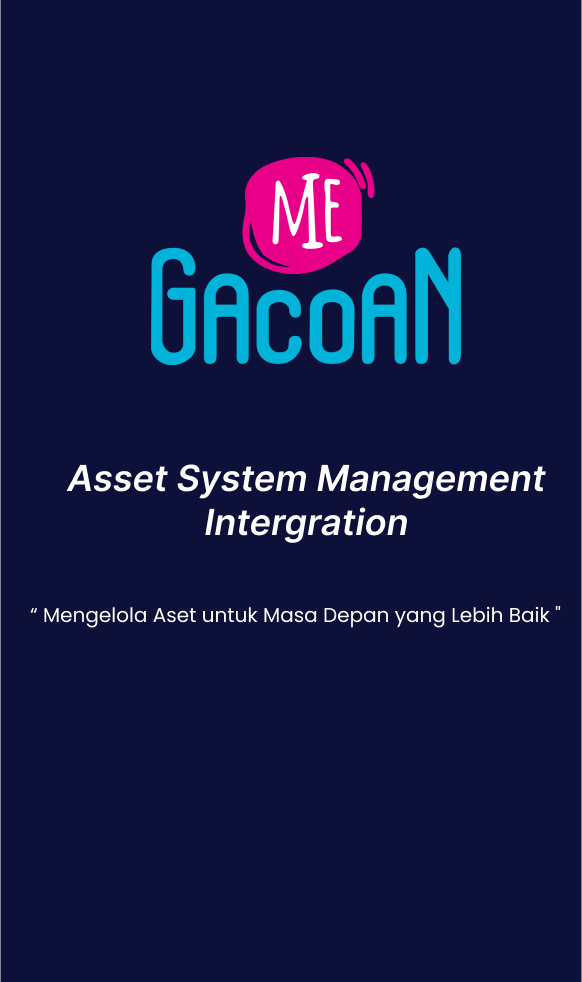 ME
GACOAN
Asset System Management
Intergration
“ Mengelola Aset untuk Masa Depan yang Lebih Baik "